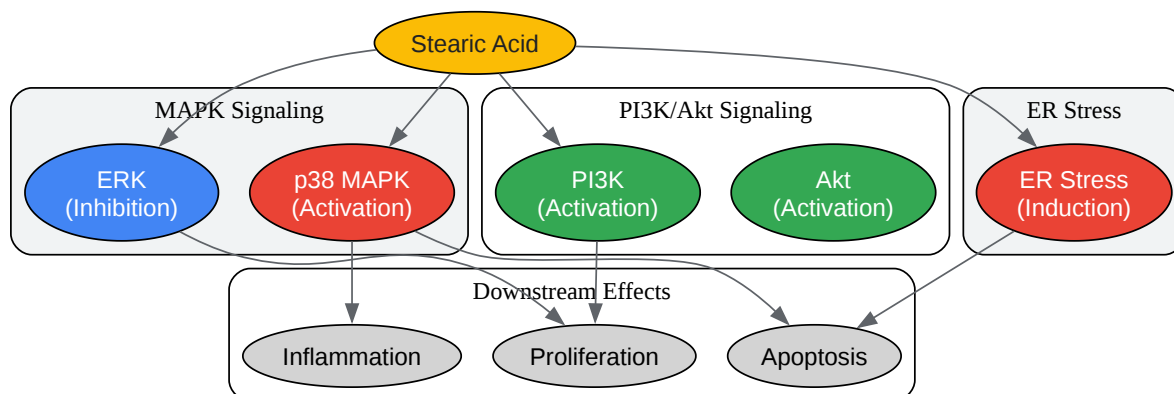 Stearic Acid
MAPK Signaling
PI3K/Akt Signaling
ER Stress
ERK
(Inhibition)
p38 MAPK
(Activation)
PI3K
(Activation)
Akt
(Activation)
ER Stress
(Induction)
Downstream Effects
Inflammation
Proliferation
Apoptosis